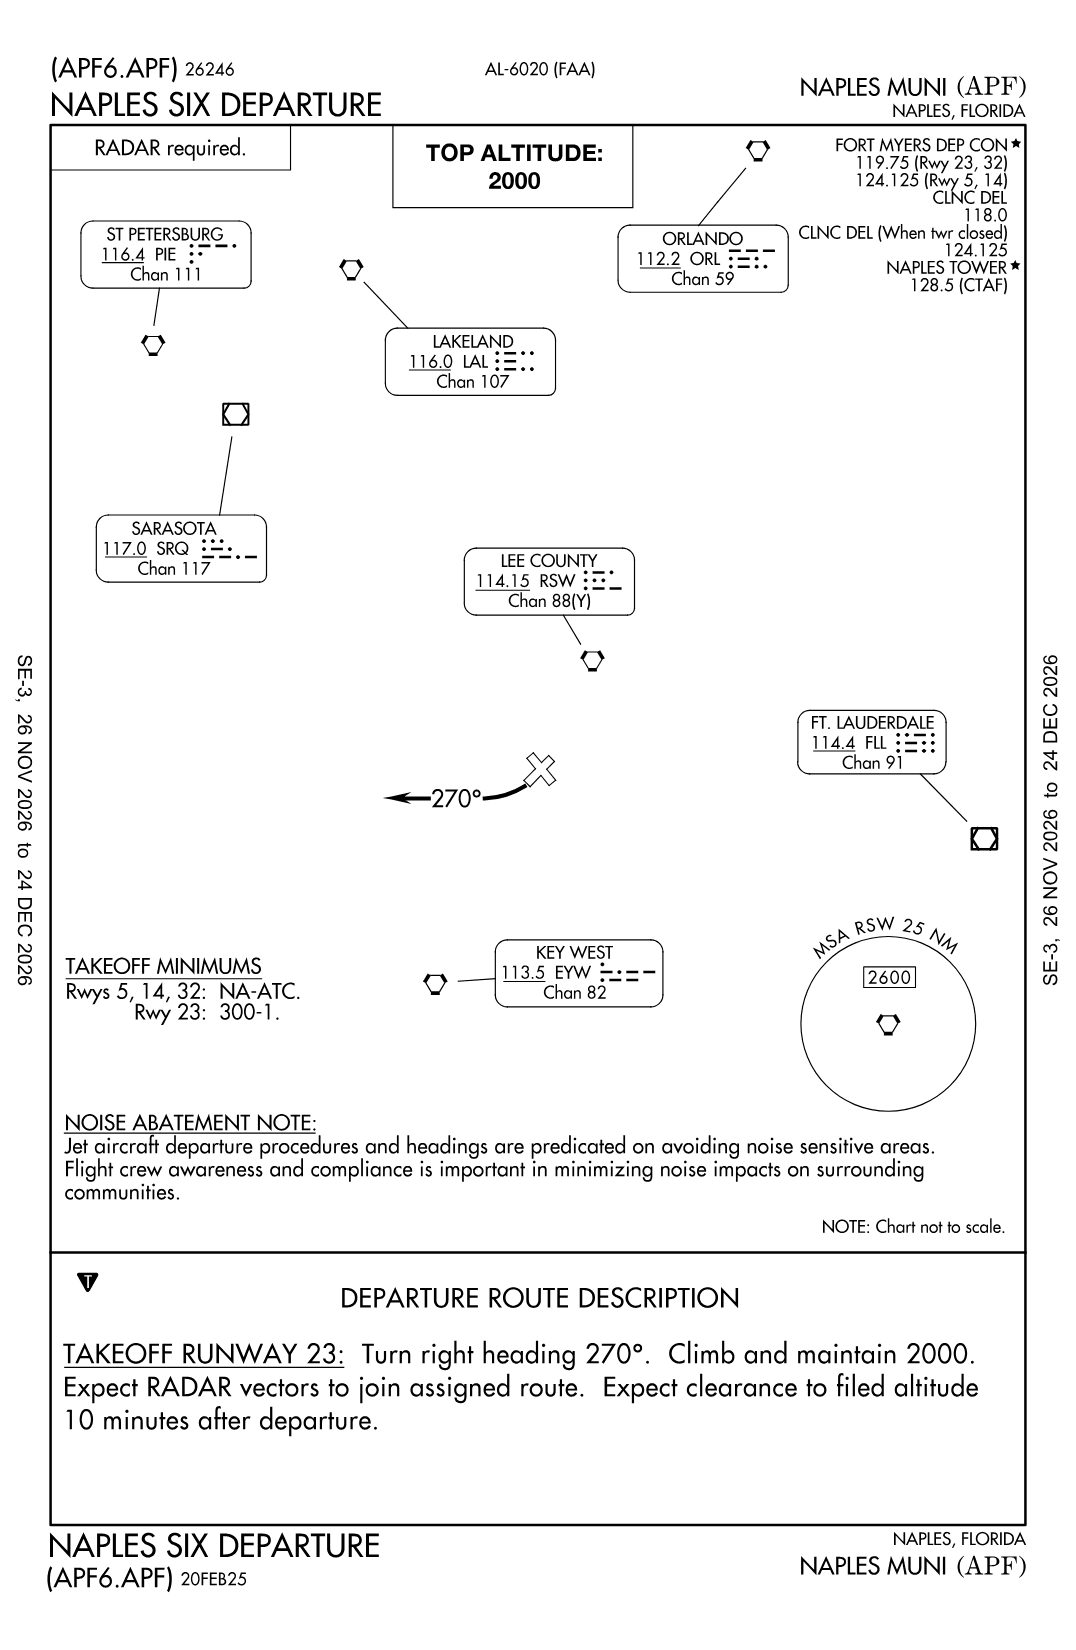 (APF6.APF) 26246
AL-6020 (FAA)
NAPLES MUNI (APF)
NAPLES SIX DEPARTURE
NAPLES, FLORIDA
RADAR required.
TOP ALTITUDE:
2000
FORT MYERS DEP CON ★
119.75 (Rwy 23, 32)
124.125 (Rwy 5, 14)
CLNC DEL
118.0
CLNC DEL (When twr closed)
124.125
NAPLES TOWER ★
128.5 (CTAF)
ST PETERSBURG
116.4 PIE
Chan 111
ORLANDO
112.2 ORL
Chan 59
LAKELAND
116.0 LAL
Chan 107
SARASOTA
117.0 SRQ
Chan 117
LEE COUNTY
114.15 RSW
Chan 88(Y)
FT. LAUDERDALE
114.4 FLL
Chan 91
270°
SE-3, 26 NOV 2026 to 24 DEC 2026
SE-3, 26 NOV 2026 to 24 DEC 2026
KEY WEST
113.5 EYW
Chan 82
MSA RSW 25 NM
2600
TAKEOFF MINIMUMS
Rwys 5, 14, 32: NA-ATC.
Rwy 23: 300-1.
NOISE ABATEMENT NOTE:
Jet aircraft departure procedures and headings are predicated on avoiding noise sensitive areas.
Flight crew awareness and compliance is important in minimizing noise impacts on surrounding
communities.
NOTE: Chart not to scale.
T
DEPARTURE ROUTE DESCRIPTION
TAKEOFF RUNWAY 23: Turn right heading 270°. Climb and maintain 2000.
Expect RADAR vectors to join assigned route. Expect clearance to filed altitude
10 minutes after departure.
NAPLES SIX DEPARTURE
(APF6.APF) 20FEB25
NAPLES, FLORIDA
NAPLES MUNI (APF)